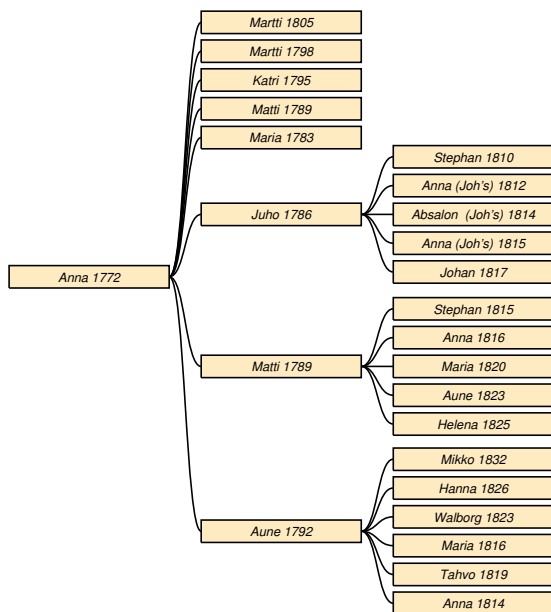 Martti 1805
Martti 1798
Katri 1795
Matti 1789
Maria 1783
Stephan 1810
Anna (Joh's) 1812
Juho 1786
Absalon (Joh's) 1814
Anna (Joh's) 1815
Johan 1817
Anna 1772
Stephan 1815
Anna 1816
Matti 1789
Maria 1820
Aune 1823
Helena 1825
Mikko 1832
Hanna 1826
Walborg 1823
Aune 1792
Maria 1816
Tahvo 1819
Anna 1814